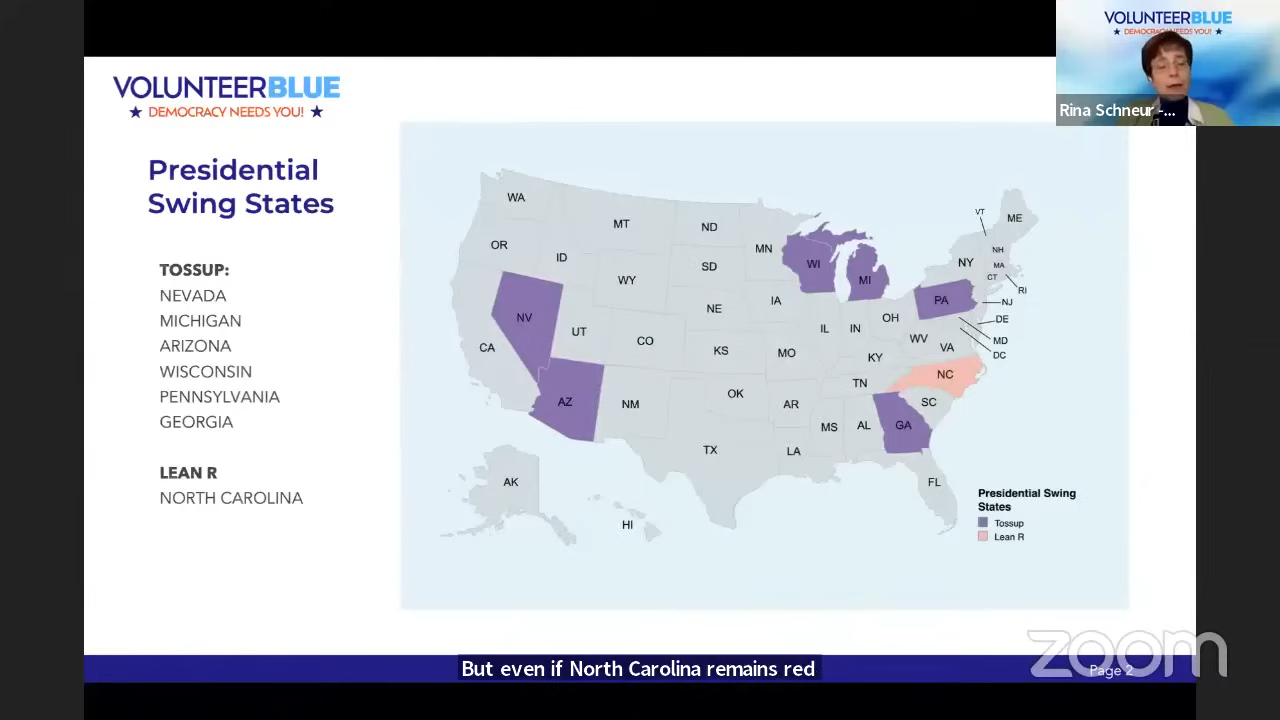 VOLUNTEERBLUE
★ DEMOCRACY NEEDS YOU! ★
Rina Schneur -...
VOLUNTEERBLUE
★ DEMOCRACY NEEDS YOU! ★
Presidential
Swing States
TOSSUP:
NEVADA
MICHIGAN
ARIZONA
WISCONSIN
PENNSYLVANIA
GEORGIA
LEAN R
NORTH CAROLINA
WA
MT
ND
MN
VT
ME
OR
ID
SD
WI
NY
NH
MA
CT
RI
WY
MI
PA
NJ
NV
UT
NE
IA
OH
DE
CA
CO
KS
MO
IL
IN
WV
VA
MD
DC
KY
NC
AZ
NM
OK
AR
TN
SC
TX
LA
MS
AL
GA
AK
HI
FL
Presidential Swing
States
Tossup
Lean R
But even if North Carolina remains red
Page 2
zoom